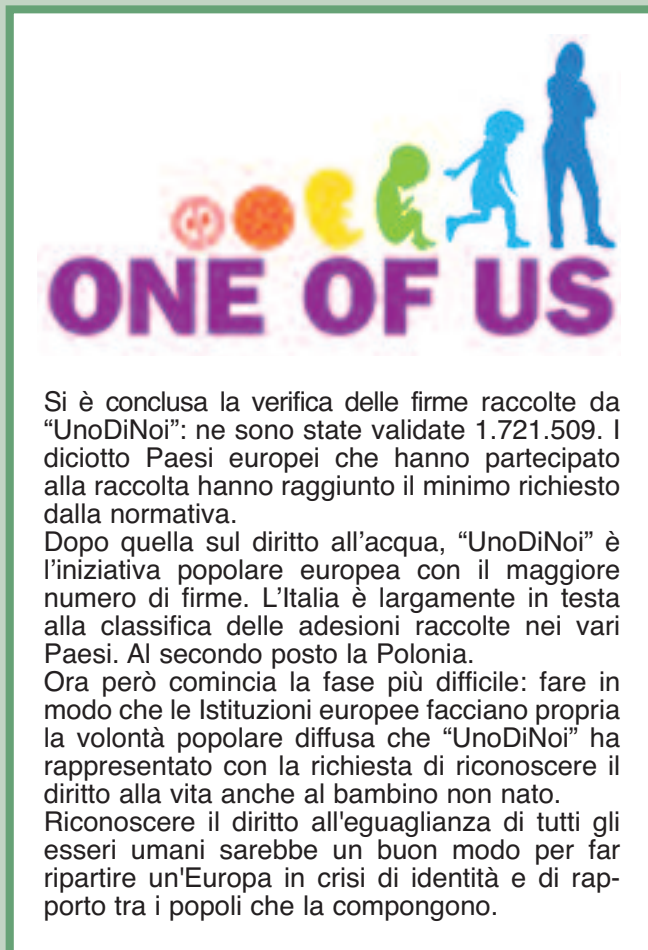 ONE OF US
Si è conclusa la verifica delle firme raccolte da
“UnoDiNoi”: ne sono state validate 1.721.509. I
diciotto Paesi europei che hanno partecipato
alla raccolta hanno raggiunto il minimo richiesto
dalla normativa.
Dopo quella sul diritto all’acqua, “UnoDiNoi” è
l’iniziativa popolare europea con il maggiore
numero di firme. L’Italia è largamente in testa
alla classifica delle adesioni raccolte nei vari
Paesi. Al secondo posto la Polonia.
Ora però comincia la fase più difficile: fare in
modo che le Istituzioni europee facciano propria
la volontà popolare diffusa che “UnoDiNoi” ha
rappresentato con la richiesta di riconoscere il
diritto alla vita anche al bambino non nato.
Riconoscere il diritto all'eguaglianza di tutti gli
esseri umani sarebbe un buon modo per far
ripartire un'Europa in crisi di identità e di rap-
porto tra i popoli che la compongono.